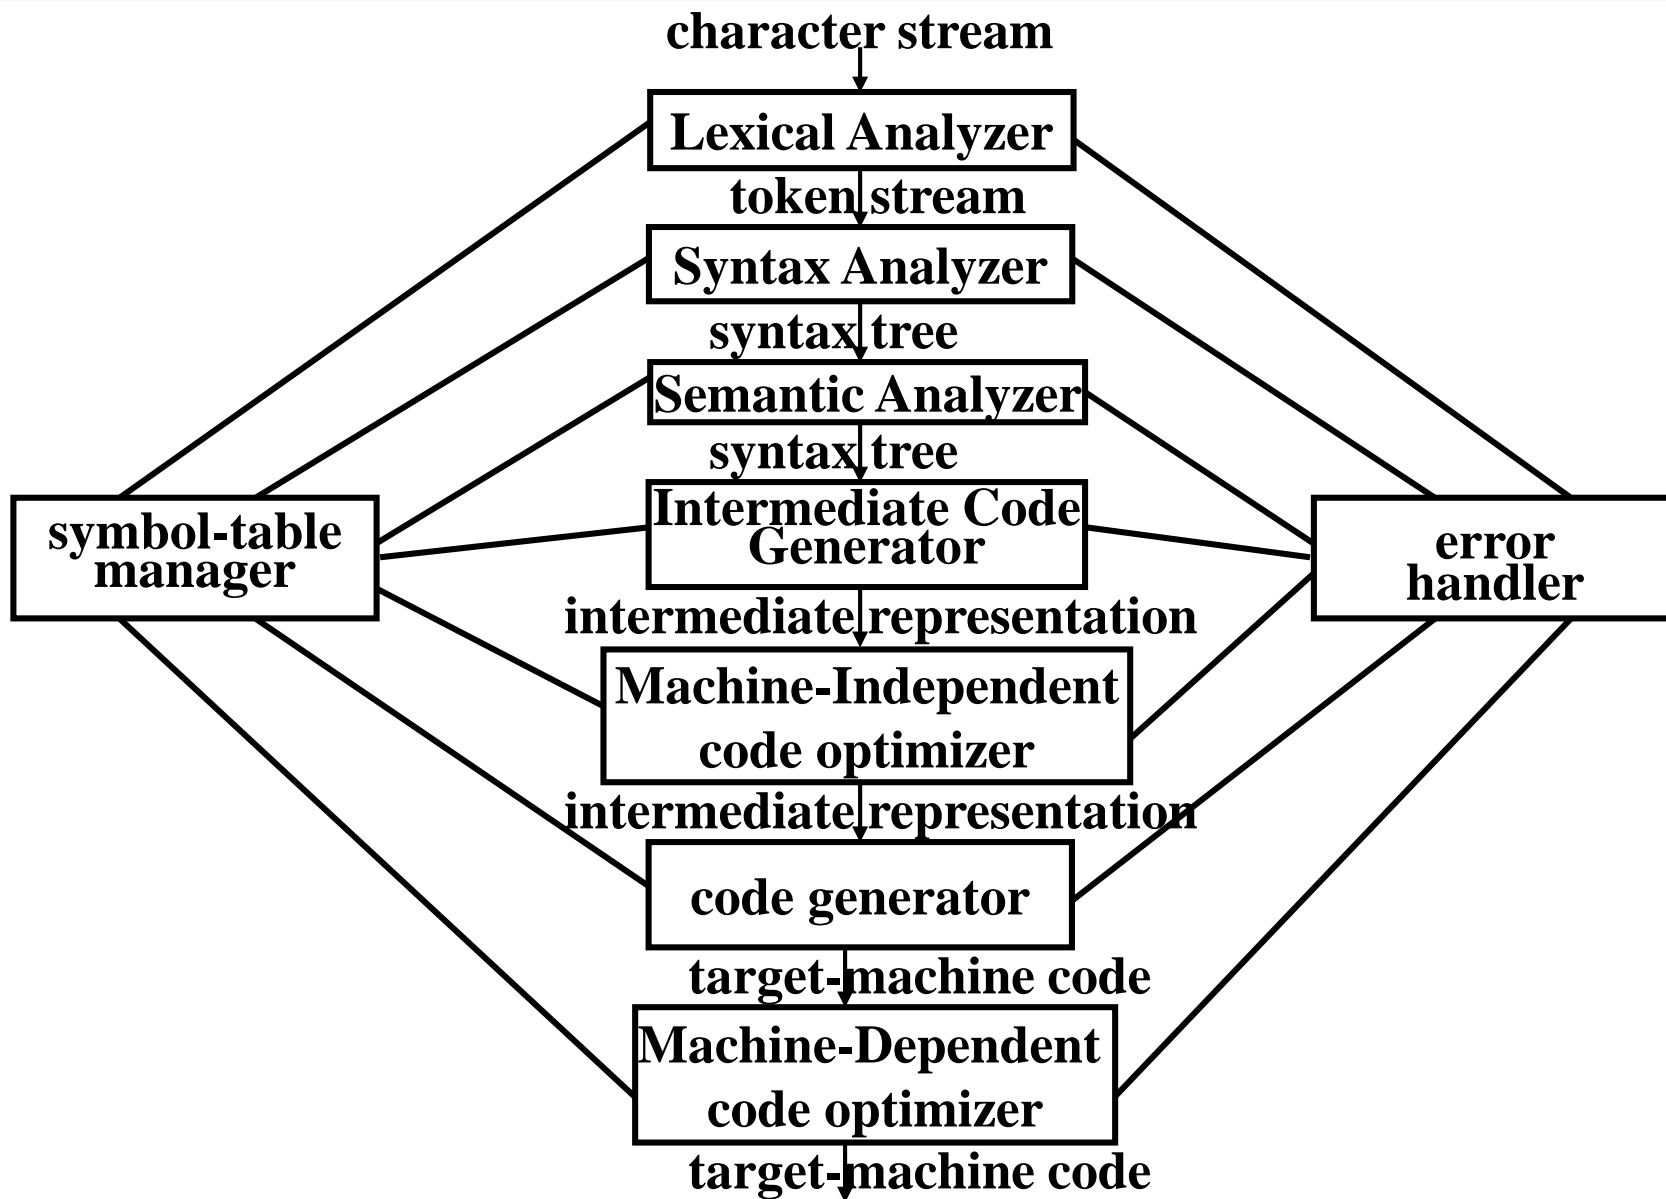 character stream
Lexical Analyzer
token stream
Syntax Analyzer
syntax tree
Semantic Analyzer
syntax tree
Intermediate Code
Generator
symbol-table
manager
error
handler
intermediate representation
Machine-Independent
code optimizer
intermediate representation
code generator
target-machine code
Machine-Dependent
code optimizer
target-machine code